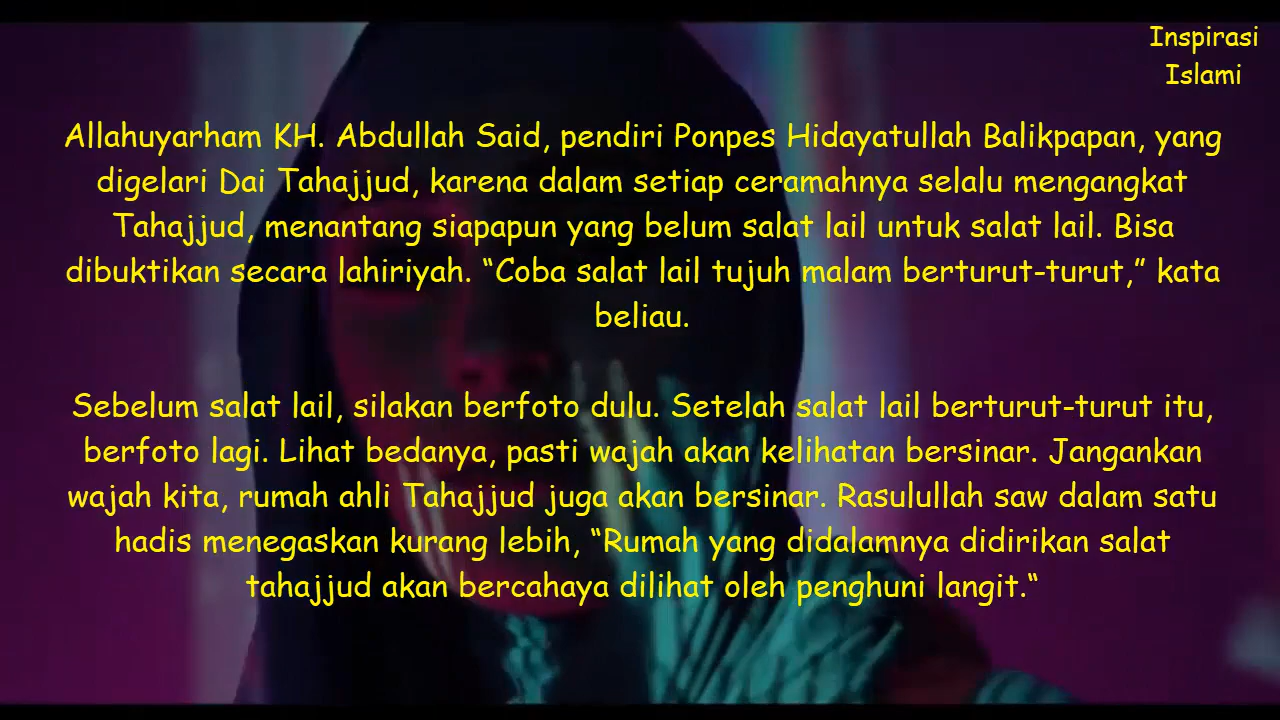 Inspirasi
Islami
Allahuyarham KH. Abdullah Said, pendiri Ponpes Hidayatullah Balikpapan, yang
digelari Dai Tahajjud, karena dalam setiap ceramahnya selalu mengangkat
Tahajjud, menantang siapapun yang belum salat lail untuk salat lail. Bisa
dibuktikan secara lahiriyah. “Coba salat lail tujuh malam berturut-turut,” kata
beliau.
Sebelum salat lail, silakan berfoto dulu. Setelah salat lail berturut-turut itu,
berfoto lagi. Lihat bedanya, pasti wajah akan kelihatan bersinar. Jangankan
wajah kita, rumah ahli Tahajjud juga akan bersinar. Rasulullah saw dalam satu
hadis menegaskan kurang lebih, “Rumah yang didalamnya didirikan salat
tahajjud akan bercahaya dilihat oleh penghuni langit.“